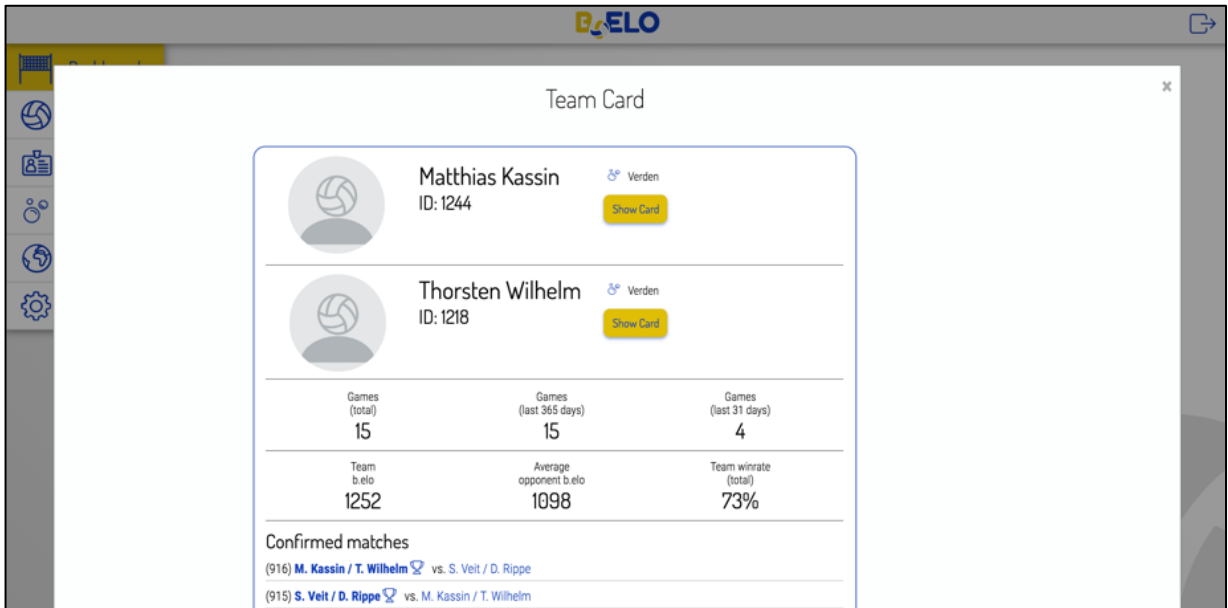 B.ELO
Team Card
x
Matthias Kassin
ID: 1244
Verden
Show Card
Thorsten Wilhelm
ID: 1218
Verden
Show Card
Games
(total)
15
Games
(last 365 days)
15
Games
(last 31 days)
4
Team
b.elo
1252
Average
opponent b.elo
1098
Team winrate
(total)
73%
Confirmed matches
(916) M. Kassin / T. Wilhelm vs. S. Veit / D. Rippe
(915) S. Veit / D. Rippe vs. M. Kassin / T. Wilhelm